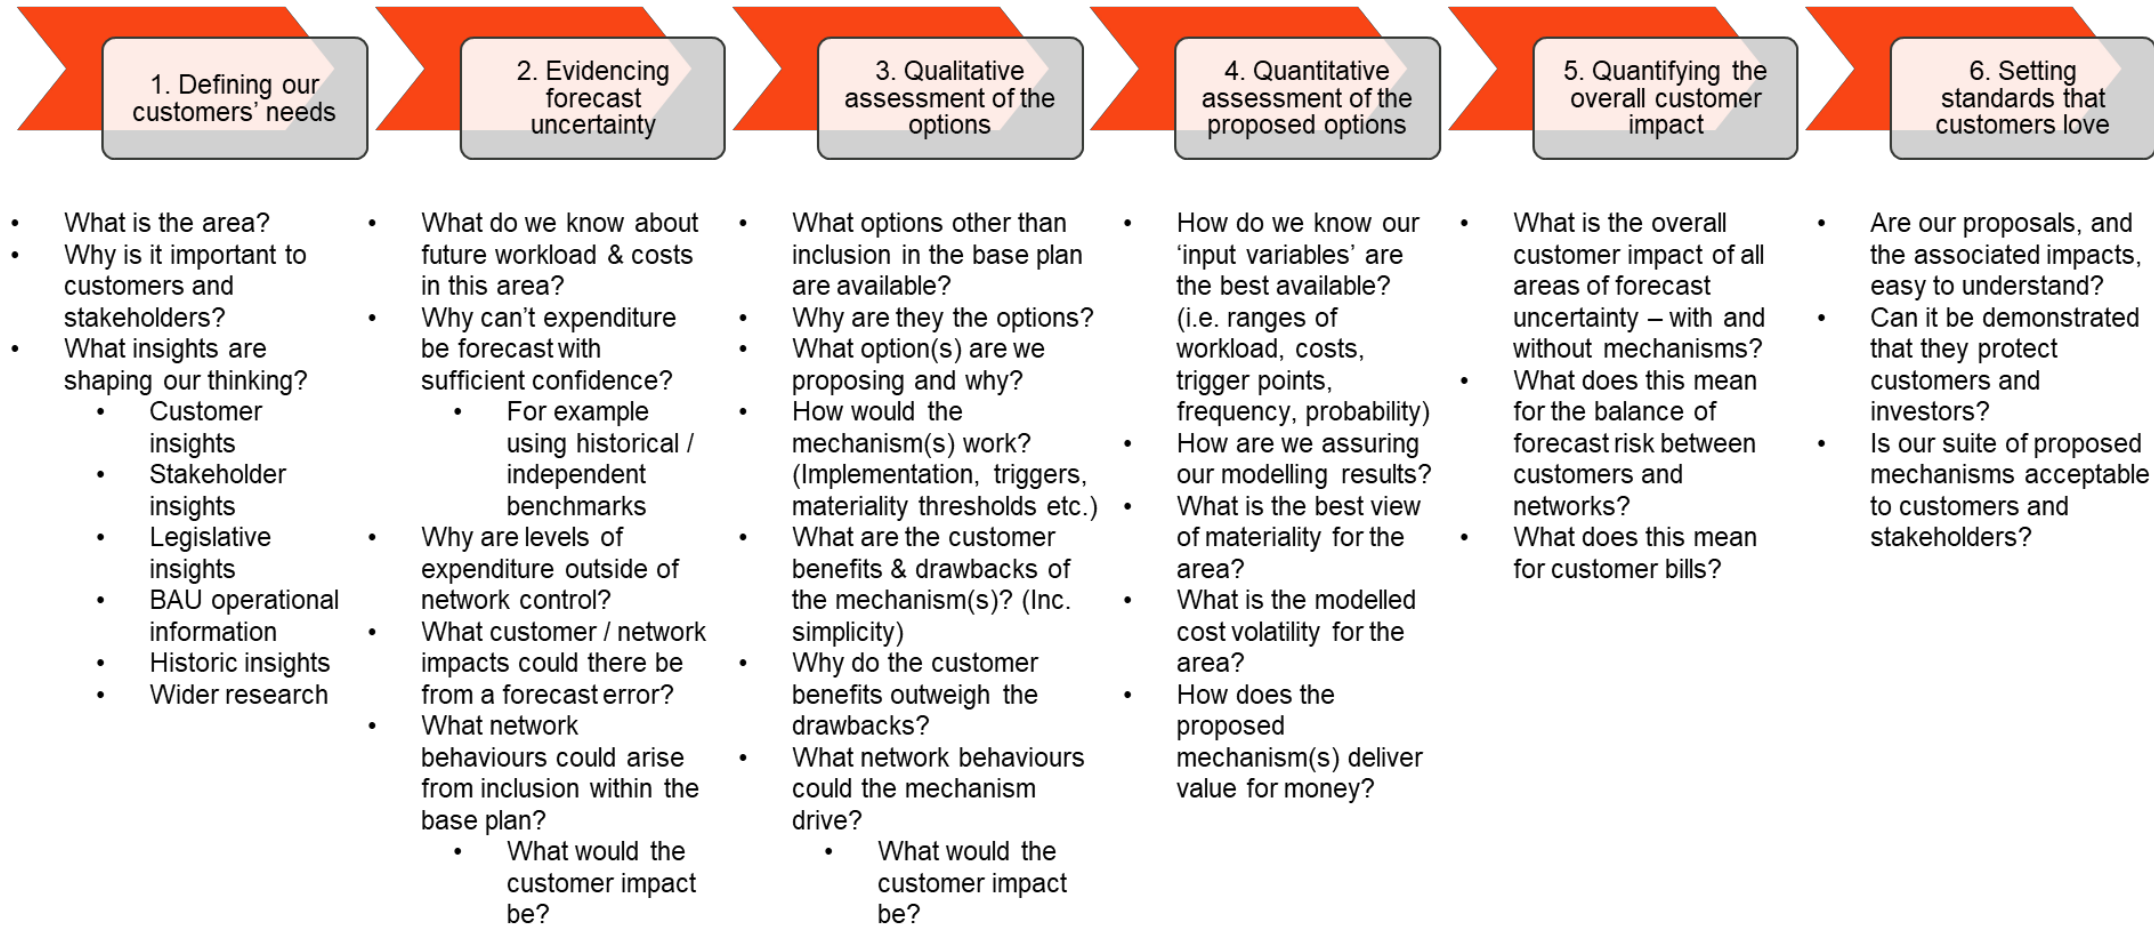 1. Defining our
customers’ needs
2. Evidencing
forecast
uncertainty
3. Qualitative
assessment of the
options
4. Quantitative
assessment of the
proposed options
5. Quantifying the
overall customer
impact
6. Setting
standards that
customers love
• What is the area?
• Why is it important to
customers and
stakeholders?
• What insights are
shaping our thinking?
• Customer
insights
• Stakeholder
insights
• Legislative
insights
• BAU operational
information
• Historic insights
• Wider research
• What do we know about
future workload & costs
in this area?
• Why can’t expenditure
be forecast with
sufficient confidence?
• For example
using historical /
independent
benchmarks
• Why are levels of
expenditure outside of
network control?
• What customer / network
impacts could there be
from a forecast error?
• What network
behaviours could arise
from inclusion within the
base plan?
• What would the
customer impact
be?
• What options other than
inclusion in the base plan
are available?
• Why are they the options?
• What option(s) are we
proposing and why?
• How would the
mechanism(s) work?
(Implementation, triggers,
materiality thresholds etc.)
• What are the customer
benefits & drawbacks of
the mechanism(s)? (Inc.
simplicity)
• Why do the customer
benefits outweigh the
drawbacks?
• What network behaviours
could the mechanism
drive?
• What would the
customer impact
be?
• How do we know our
‘input variables’ are
the best available?
(i.e. ranges of
workload, costs,
trigger points,
frequency, probability)
• How are we assuring
our modelling results?
• What is the best view
of materiality for the
area?
• What is the modelled
cost volatility for the
area?
• How does the
proposed
mechanism(s) deliver
value for money?
• What is the overall
customer impact of all
areas of forecast
uncertainty – with and
without mechanisms?
• What does this mean
for the balance of
forecast risk between
customers and
networks?
• What does this mean
for customer bills?
• Are our proposals, and
the associated impacts,
easy to understand?
• Can it be demonstrated
that they protect
customers and
investors?
• Is our suite of proposed
mechanisms acceptable
to customers and
stakeholders?